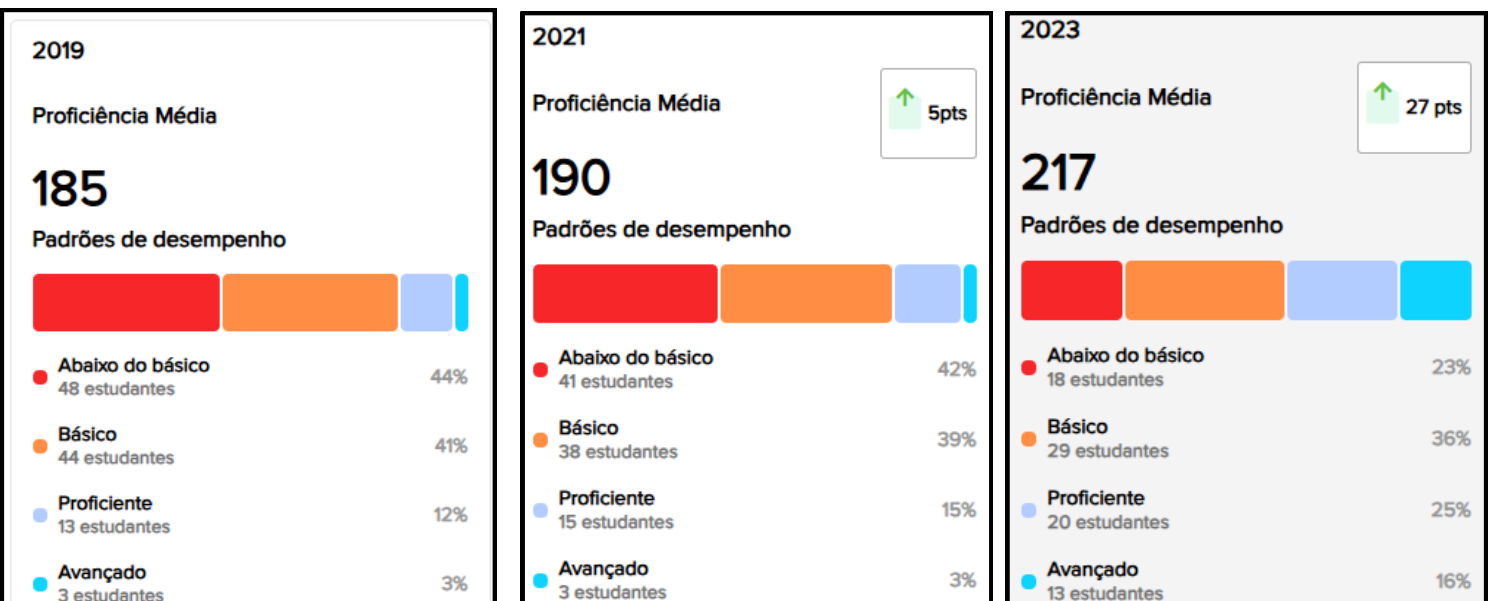 2019
Proficiência Média
185
Padrões de desempenho
Abaixo do básico
48 estudantes
44%
Básico
44 estudantes
41%
Proficiente
13 estudantes
12%
Avançado
3 estudantes
3%
2021
Proficiência Média
5pts
190
Padrões de desempenho
Abaixo do básico
41 estudantes
42%
Básico
38 estudantes
39%
Proficiente
15 estudantes
15%
Avançado
3 estudantes
3%
2023
Proficiência Média
27 pts
217
Padrões de desempenho
Abaixo do básico
18 estudantes
23%
Básico
29 estudantes
36%
Proficiente
20 estudantes
25%
Avançado
13 estudantes
16%